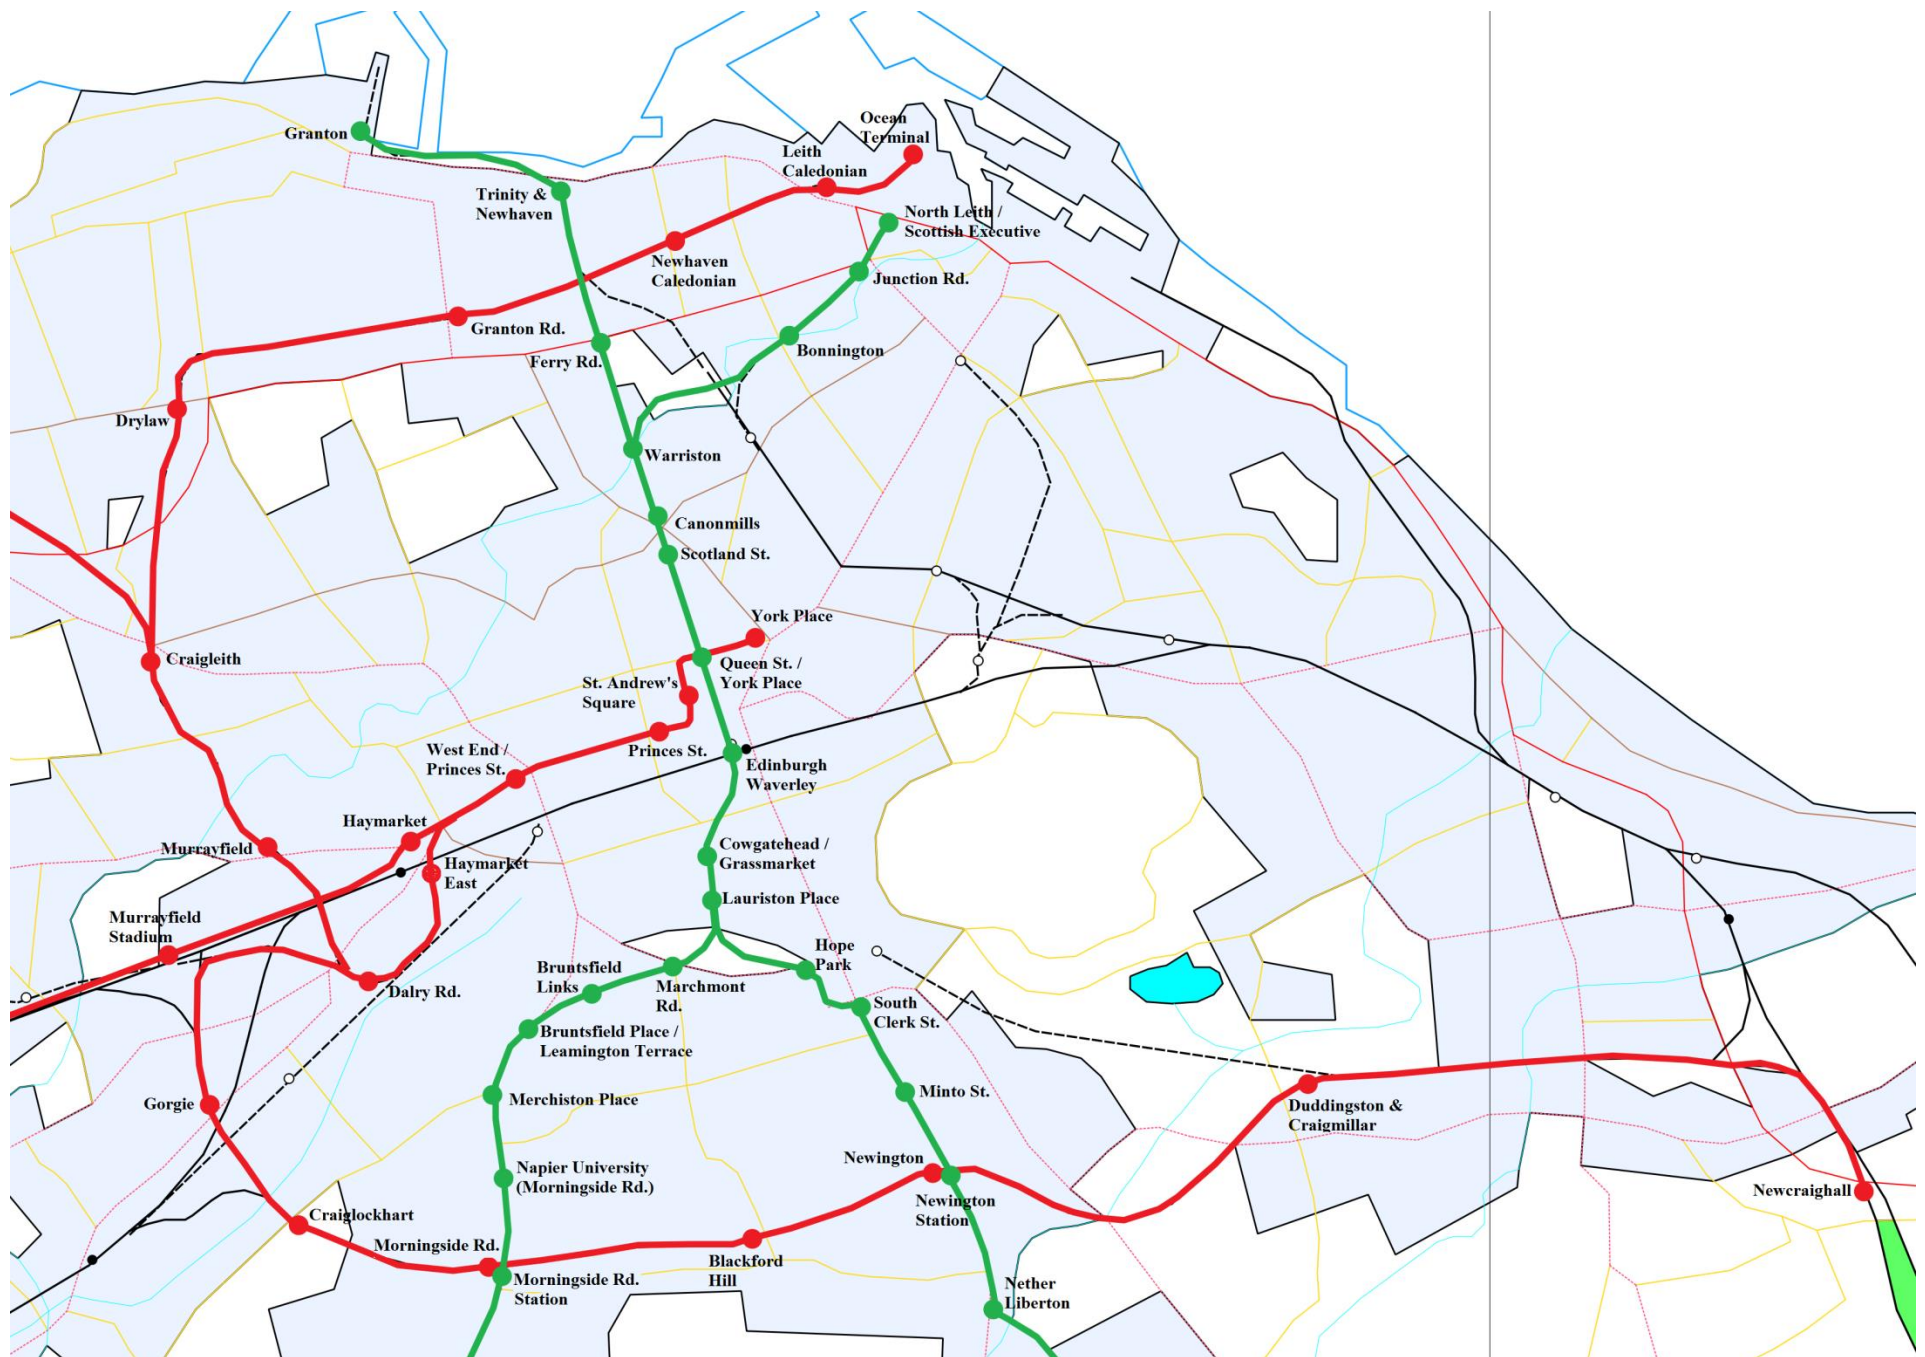 Granton
Ocean
Terminal
Leith
Caledonian
Trinity &
Newhaven
North Leith /
Scottish Executive
Newhaven
Caledonian
Junction Rd.
Granton Rd.
Ferry Rd.
Bonnington
Drylaw
Warriston
Canonmills
Scotland St.
York Place
Craigleith
Queen St. /
York Place
St. Andrew's
Square
Princes St.
West End /
Princes St.
Edinburgh
Waverley
Haymarket
Murrayfield
Cowgatehead /
Grassmarket
Haymarket
East
Lauriston Place
Murrayfield
Stadium
Hope
Park
Bruntsfield
Links
Marchmont
Rd.
Dalry Rd.
South
Clerk St.
Bruntsfield Place /
Leamington Terrace
Minto St.
Merchiston Place
Gorgie
Duddingston &
Craigmillar
Newington
Napier University
(Morningside Rd.)
Newington
Station
Newcraighall
Craiglockhart
Morningside Rd.
Blackford
Hill
Morningside Rd.
Station
Nether
Liberton